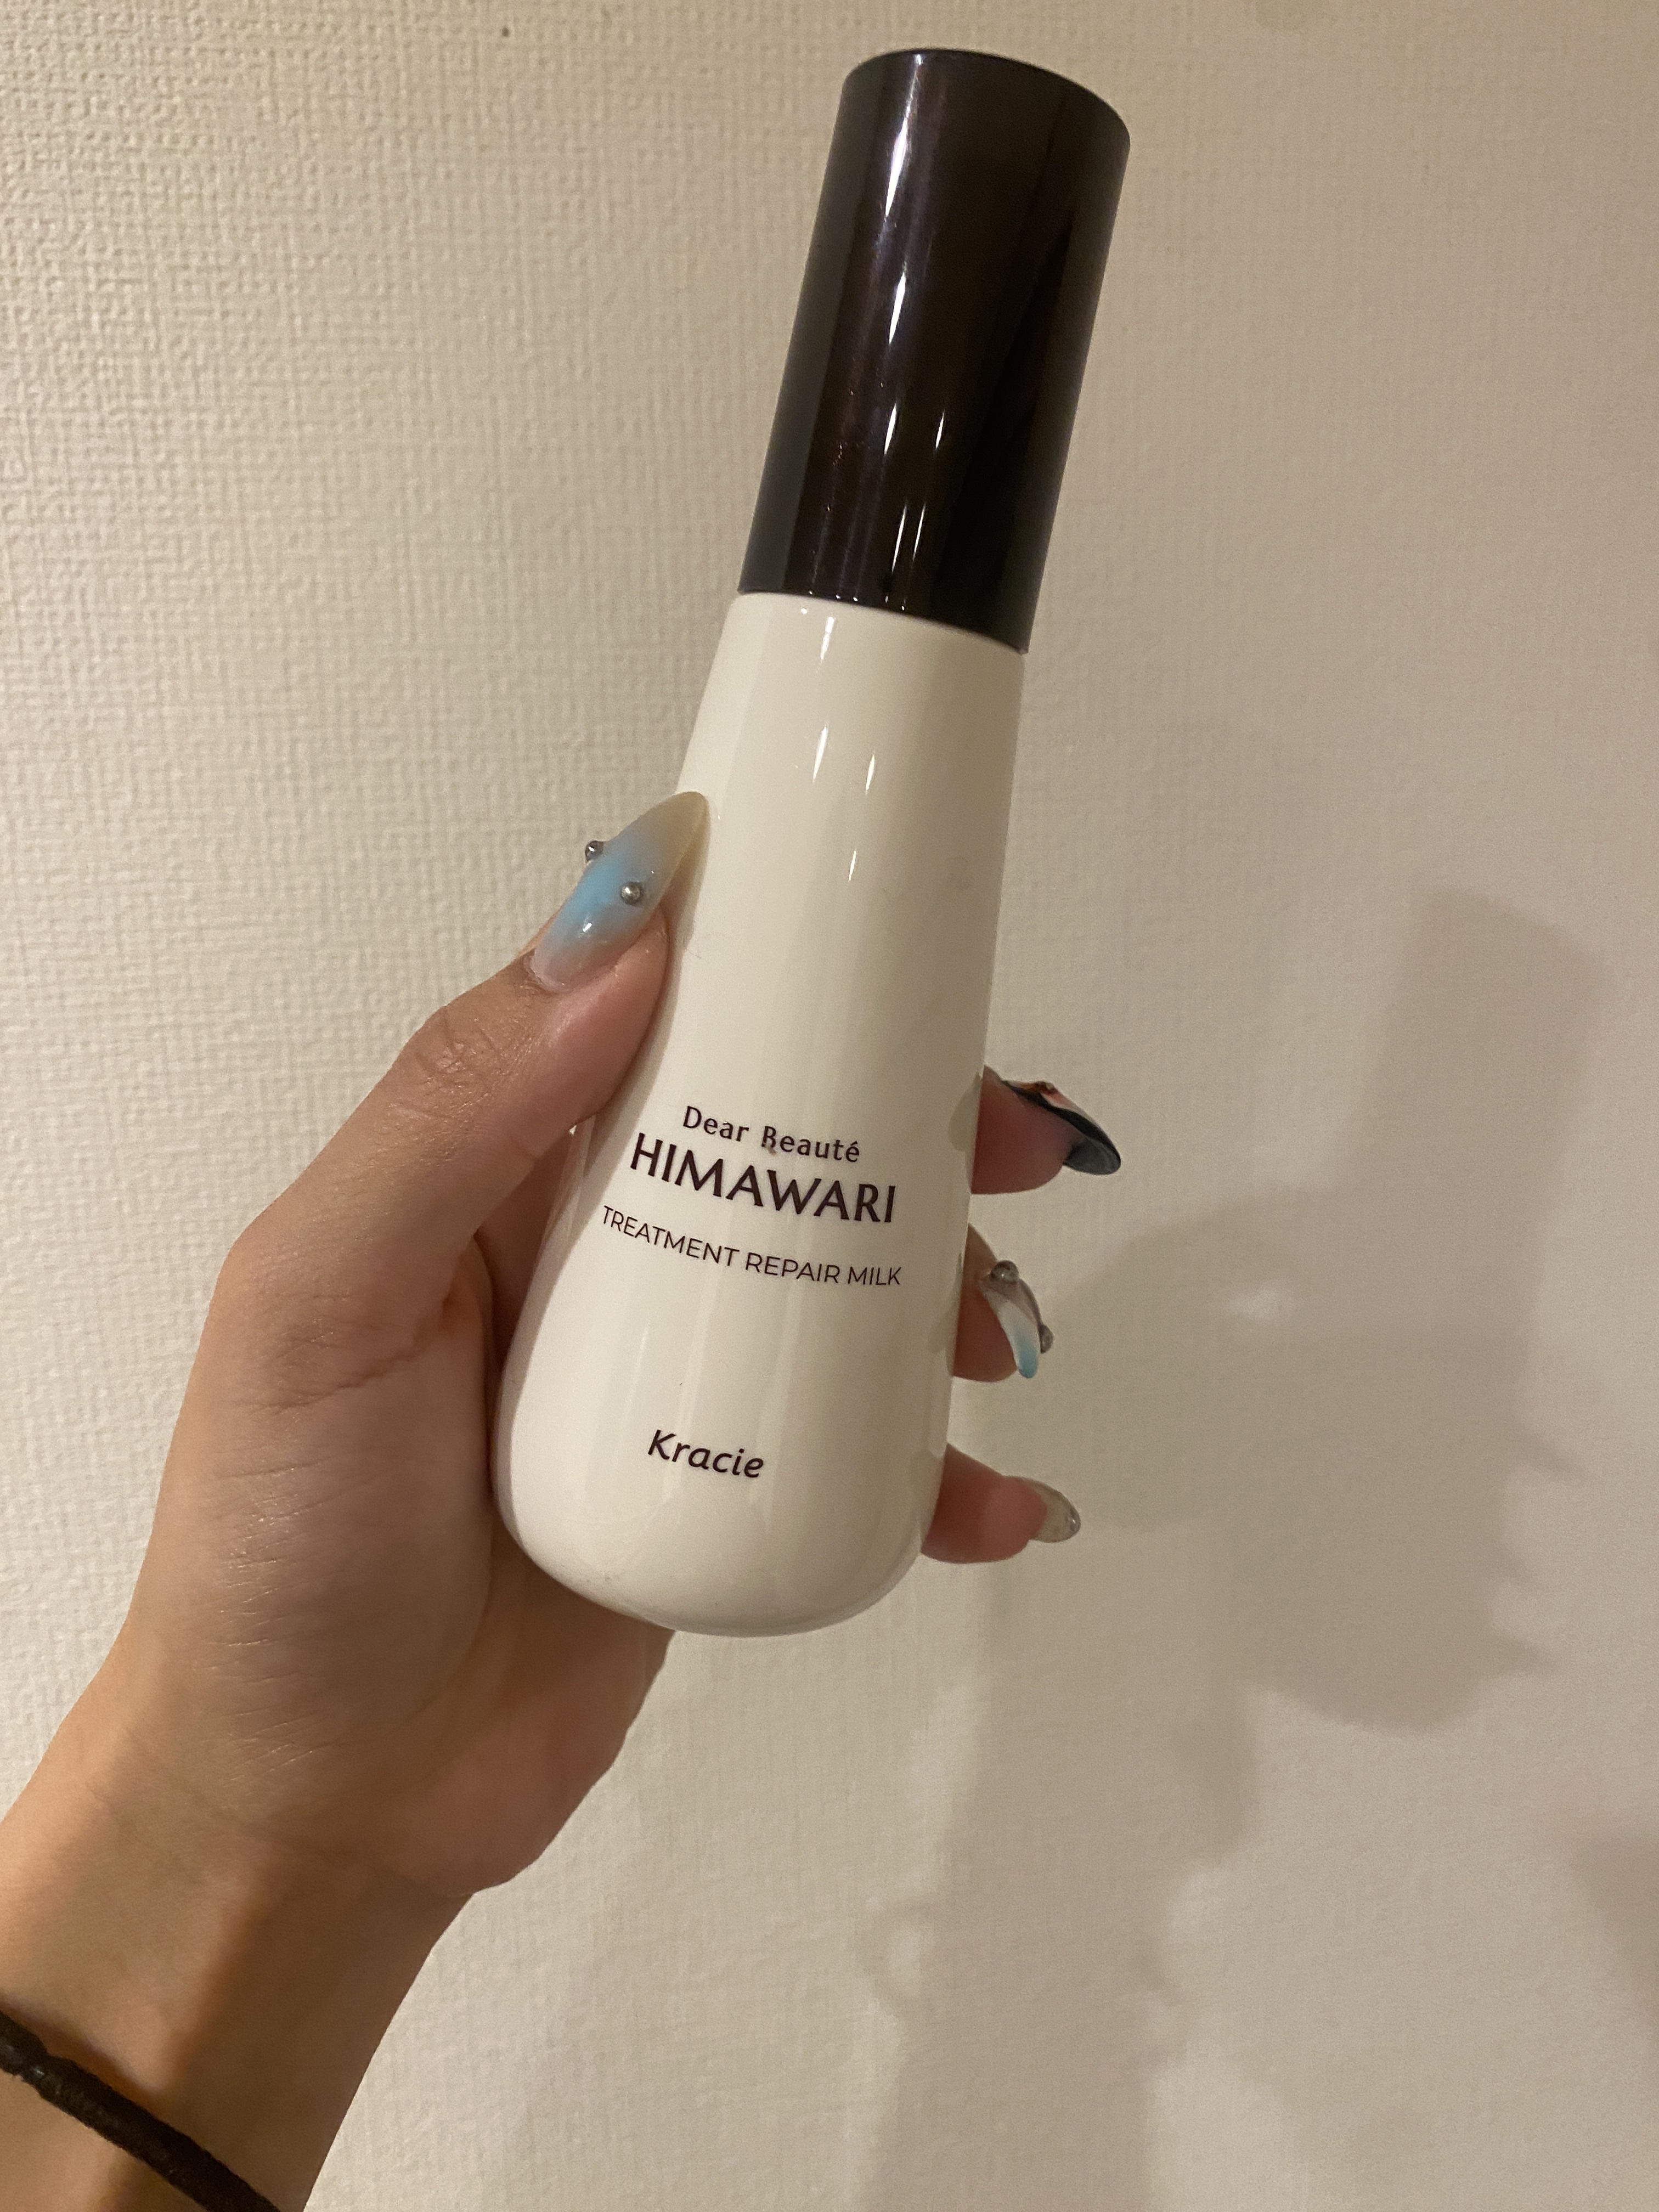 Dear Beauté
HIMAWARI
TREATMENT REPAIR MILK
Kracie